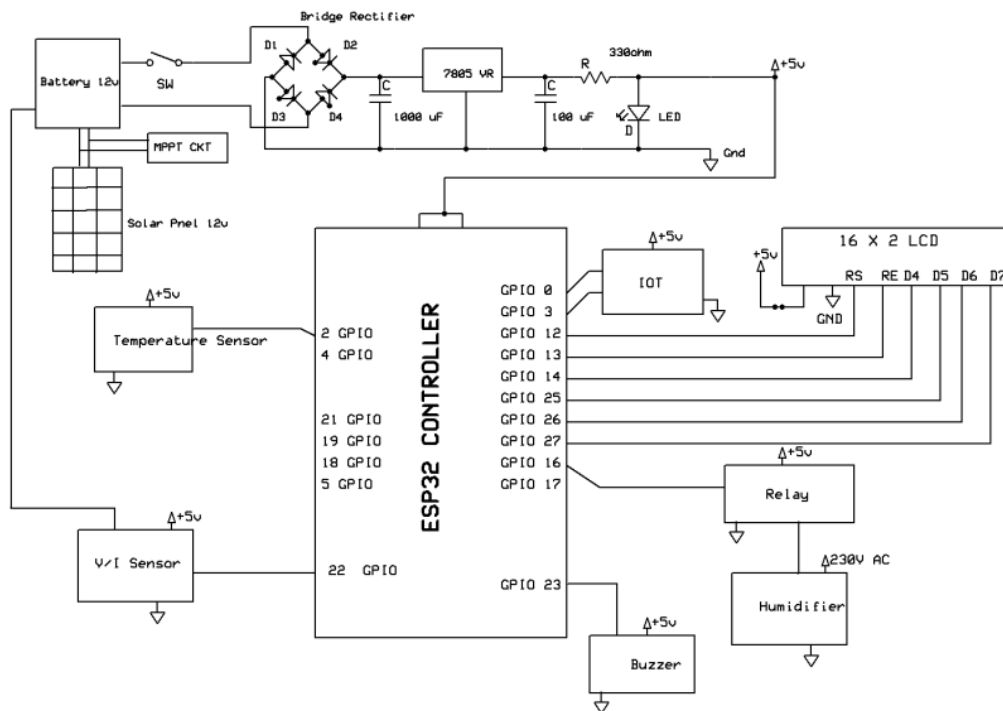 Bridge Rectifier
D1
D2
D3
D4
Battery 12v
SW
C
1000 uF
7805 VR
C
100 uF
330ohm
R
D
LED
+5v
Gnd
MPPT CKT
Solar Pnel 12v
+5v
Temperature Sensor
+5v
V/I Sensor
ESP32 CONTROLLER
2 GPIO
4 GPIO
21 GPIO
19 GPIO
18 GPIO
5 GPIO
22 GPIO
GPIO 0
GPIO 3
GPIO 12
GPIO 13
GPIO 14
GPIO 25
GPIO 26
GPIO 27
GPIO 16
GPIO 17
GPIO 23
+5v
IOT
16 X 2 LCD
+5v
GND
RS
RE
D4
D5
D6
D7
+5v
Relay
230V AC
Humidifier
+5v
Buzzer